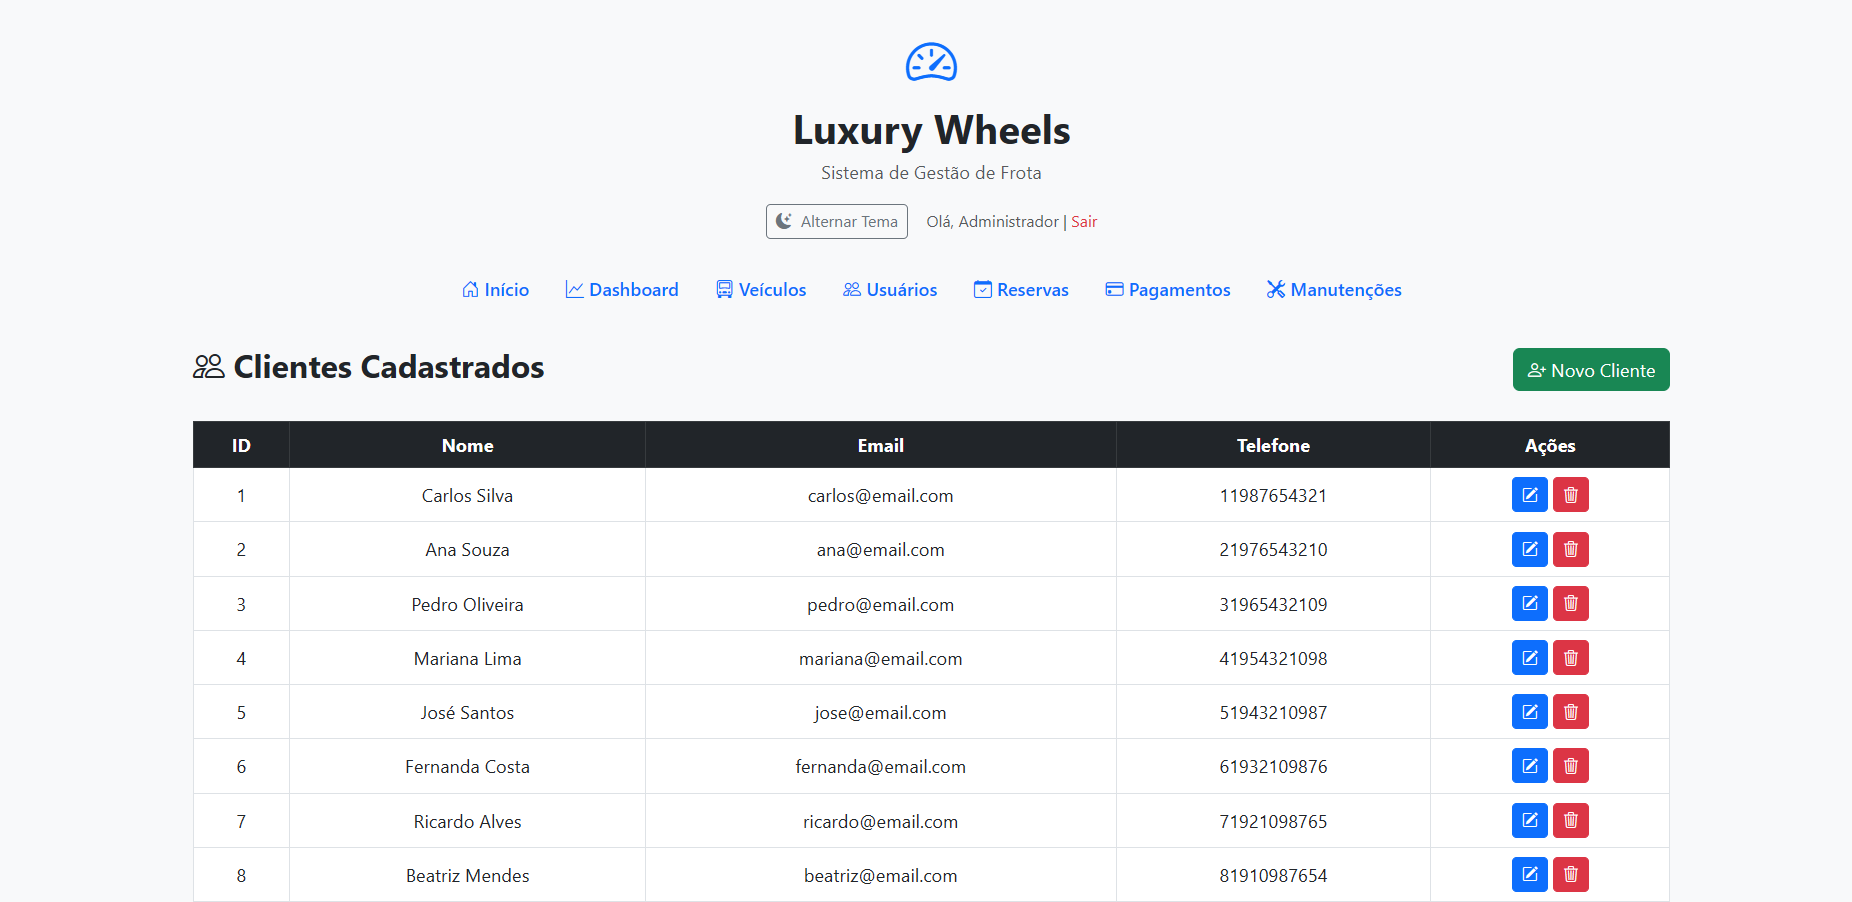 Luxury Wheels
Sistema de Gestão de Frota
Alternar Tema Olá, Administrador | Sair
Início Dashboard Veículos Usuários Reservas Pagamentos Manutenções
Clientes Cadastrados Novo Cliente
ID Nome Email Telefone Ações
1 Carlos Silva carlos@email.com 11987654321
2 Ana Souza ana@email.com 21976543210
3 Pedro Oliveira pedro@email.com 31965432109
4 Mariana Lima mariana@email.com 41954321098
5 José Santos jose@email.com 51943210987
6 Fernanda Costa fernanda@email.com 61932109876
7 Ricardo Alves ricardo@email.com 71921098765
8 Beatriz Mendes beatriz@email.com 81910987654